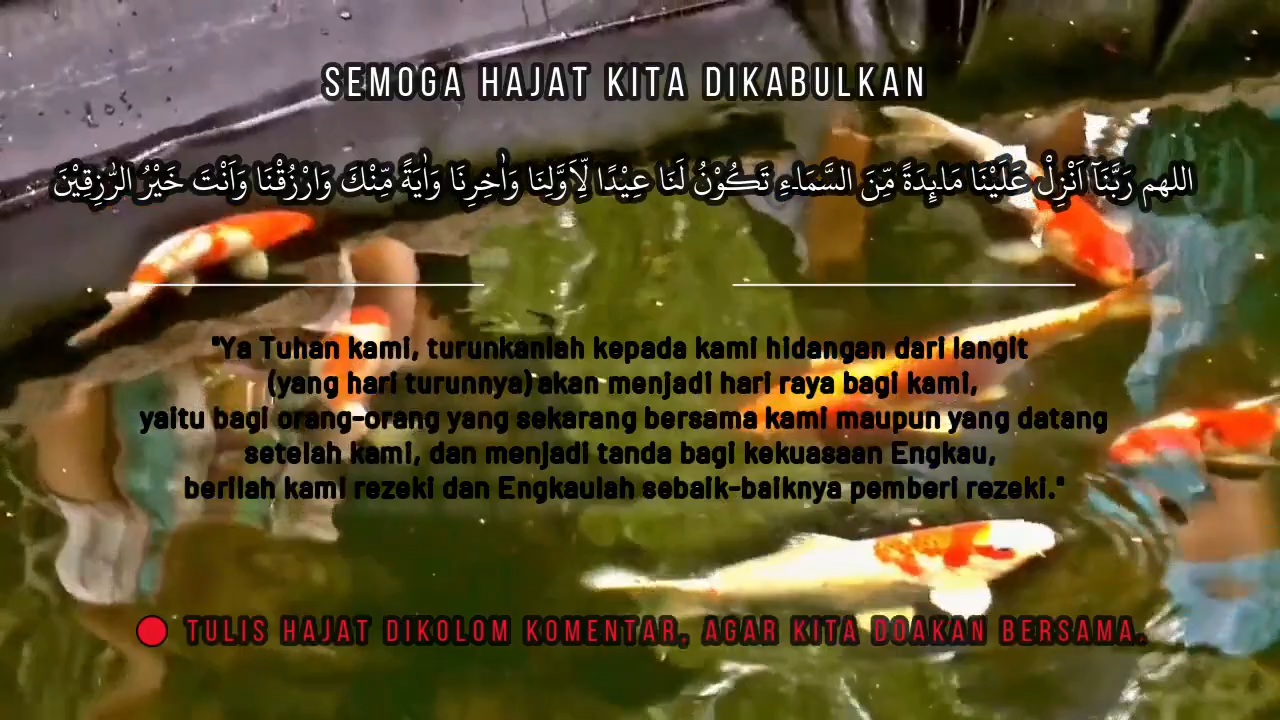 SEMOGA HAJAT KITA DIKABULKAN
اللهم رَبَّنَآ اَنْزِلْ عَلَيْنَا مَاۤىِٕدَةً مِّنَ السَّمَاۤءِ تَكُوْنُ لَنَا عِيْدًا لِّاَوَّلِنَا وَاٰخِرِنَا وَاٰيَةً مِّنْكَ وَارْزُقْنَا وَاَنْتَ خَيْرُ الرّٰزِقِيْنَ
"Ya Tuhan kami, turunkanlah kepada kami hidangan dari langit
(yang hari turunnya) akan menjadi hari raya bagi kami,
yaitu bagi orang-orang yang sekarang bersama kami maupun yang datang
setelah kami, dan menjadi tanda bagi kekuasaan Engkau,
berilah kami rezeki dan Engkaulah sebaik-baiknya pemberi rezeki."
TULIS HAJAT DIKOLOM KOMENTAR, AGAR KITA DOAKAN BERSAMA.